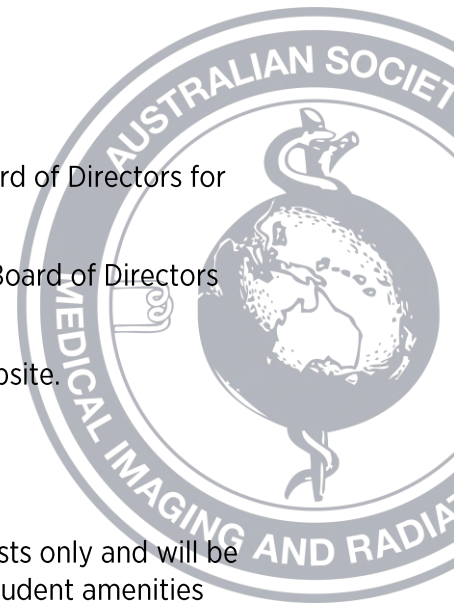 AUSTRALIAN SOCIET
rd of Directors for
Board of Directors
bsite.
MEDICAL IMAGING AND RADIAT
sts only and will be
udent amenities